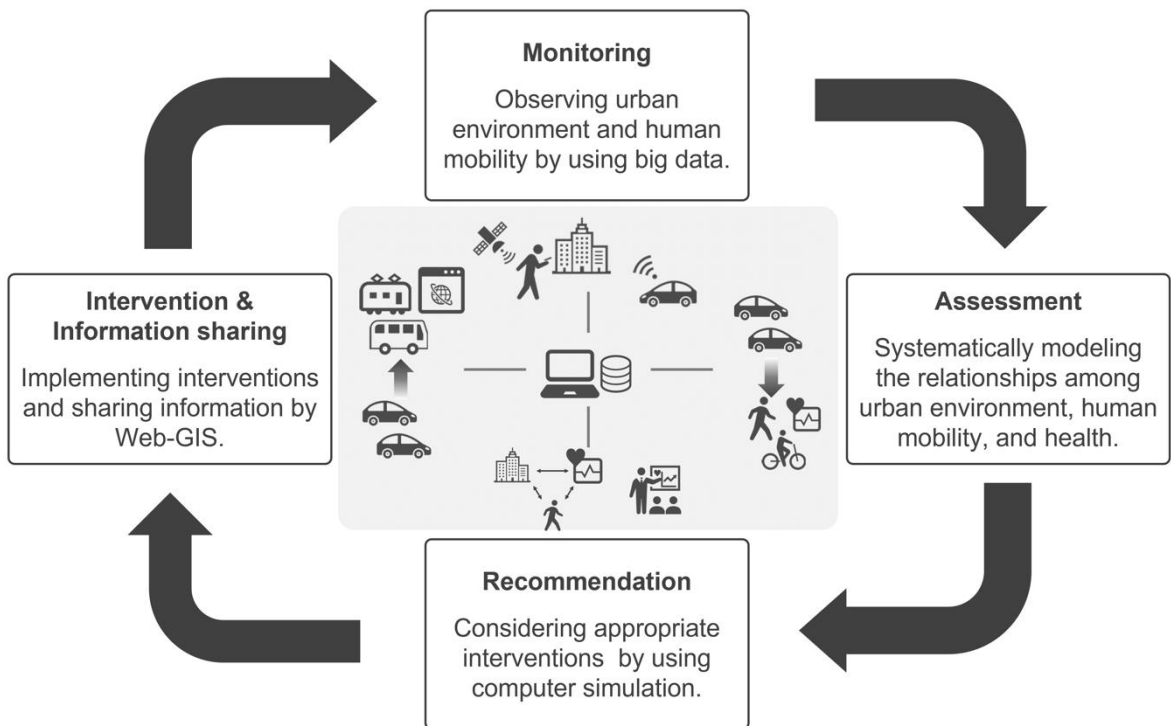 Monitoring
Observing urban
environment and human
mobility by using big data.
Assessment
Systematically modeling
the relationships among
urban environment, human
mobility, and health.
Recommendation
Considering appropriate
interventions by using
computer simulation.
Intervention &
Information sharing
Implementing interventions
and sharing information by
Web-GIS.